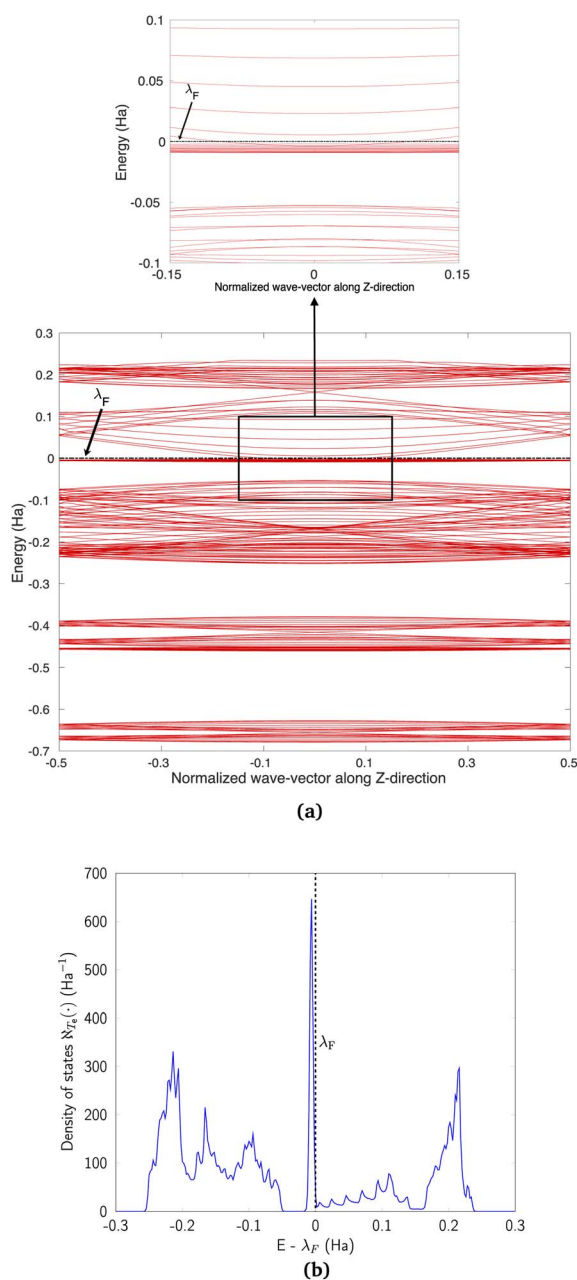 0.1
0.05
0
-0.05
-0.1
Energy (Ha)
λF
-0.15 0 0.15
Normalized wave-vector along Z-direction
0.3
0.2
0.1
0
-0.1
-0.2
-0.3
-0.4
-0.5
-0.6
-0.7
Energy (Ha)
λF
-0.5 -0.3 -0.1 0.1 0.3 0.5
Normalized wave-vector along Z-direction
(a)
700
600
500
400
300
200
100
0
Density of states ℵTe(·) (Ha−1)
λF
-0.3 -0.2 -0.1 0 0.1 0.2 0.3
E - λF (Ha)
(b)